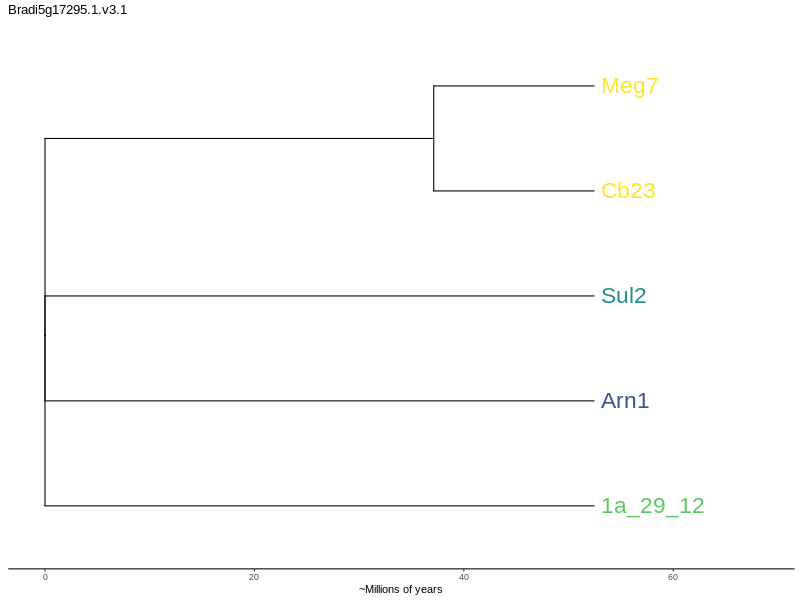 Bradi5g17295.1.v3.1
Meg7
Cb23
Sul2
Arn1
1a_29_12
0 20 40 60
~Millions of years